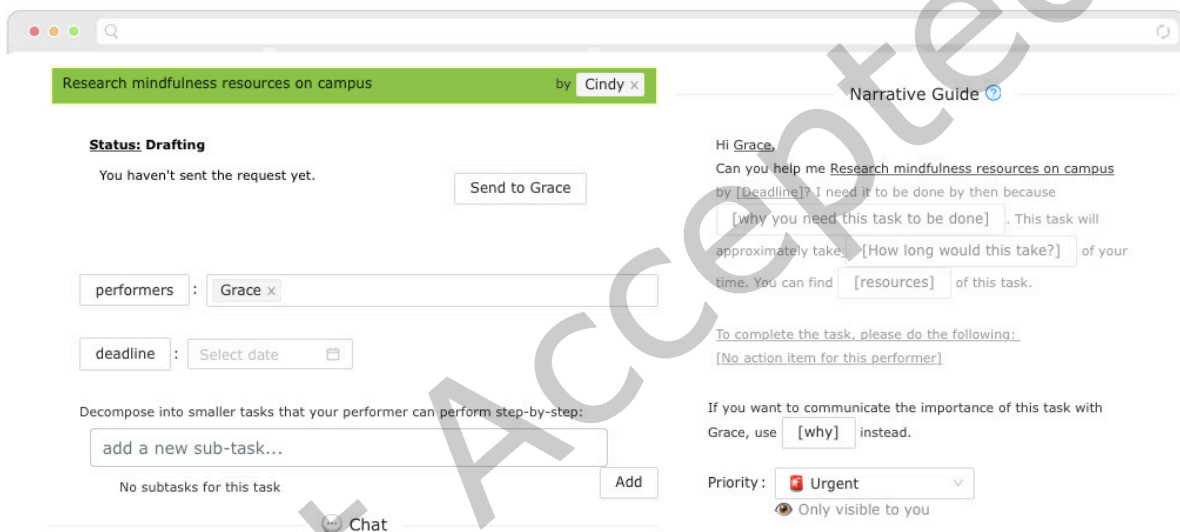 Research mindfulness resources on campus by Cindy x
Status: Drafting
You haven't sent the request yet.
Send to Grace
performers : Grace x
deadline : Select date
Decompose into smaller tasks that your performer can perform step-by-step:
add a new sub-task...
No subtasks for this task
Add
Chat
Narrative Guide ?
Hi Grace,
Can you help me Research mindfulness resources on campus
by [Deadline]? I need it to be done by then because
[why you need this task to be done] . This task will
approximately take [How long would this take?] of your
time. You can find [resources] of this task.
To complete the task, please do the following:
[No action item for this performer]
If you want to communicate the importance of this task with
Grace, use [why] instead.
Priority : Urgent
Only visible to you
Accepted